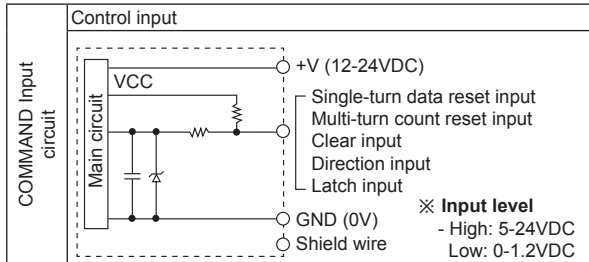 Control input
COMMAND Input
circuit
Main circuit
VCC
+V (12-24VDC)
Single-turn data reset input
Multi-turn count reset input
Clear input
Direction input
Latch input
GND (0V)
Shield wire
※ Input level
- High: 5-24VDC
Low: 0-1.2VDC